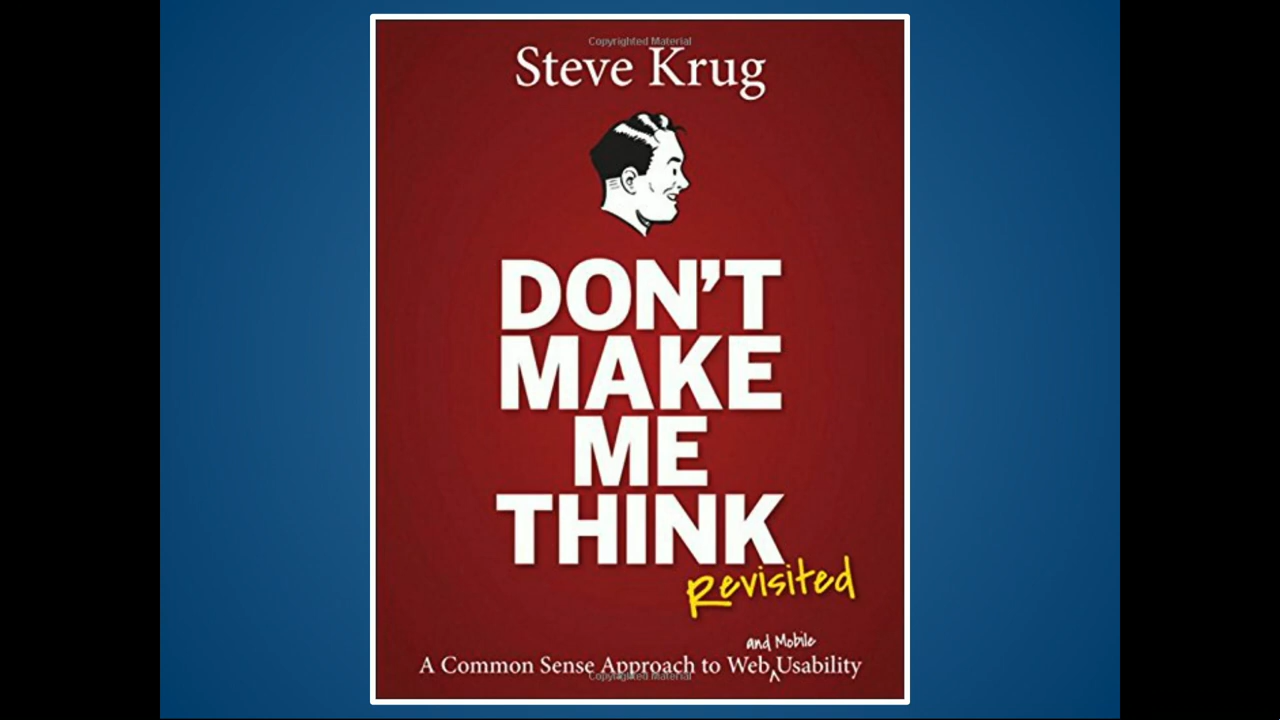 Copyrighted Material
Steve Krug
DON'T
MAKE
ME
THINK
Revisited
and Mobile
A Common Sense Approach to Web Usability
Copyrighted Material